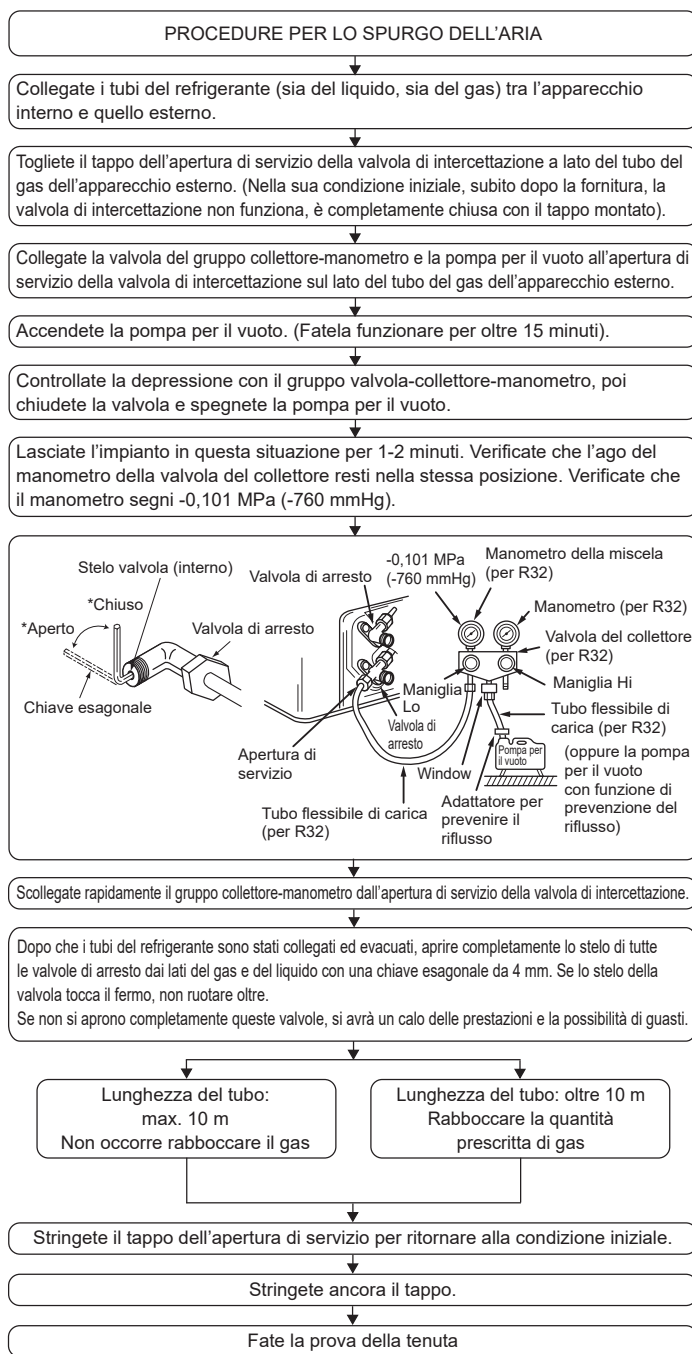 PROCEDURE PER LO SPURGO DELL’ARIA
Collegate i tubi del refrigerante (sia del liquido, sia del gas) tra l’apparecchio
interno e quello esterno.
Togliete il tappo dell’apertura di servizio della valvola di intercettazione a lato del tubo del
gas dell’apparecchio esterno. (Nella sua condizione iniziale, subito dopo la fornitura, la
valvola di intercettazione non funziona, è completamente chiusa con il tappo montato).
Collegate la valvola del gruppo collettore-manometro e la pompa per il vuoto all’apertura di
servizio della valvola di intercettazione sul lato del tubo del gas dell’apparecchio esterno.
Accendete la pompa per il vuoto. (Fatela funzionare per oltre 15 minuti).
Controllate la depressione con il gruppo valvola-collettore-manometro, poi
chiudete la valvola e spegnete la pompa per il vuoto.
Lasciate l’impianto in questa situazione per 1-2 minuti. Verificate che l’ago del
manometro della valvola del collettore resti nella stessa posizione. Verificate che
il manometro segni -0,101 MPa (-760 mmHg).
Stelo valvola (interno)
*Chiuso
*Aperto
Valvola di arresto
Chiave esagonale
Valvola di arresto
-0,101 MPa
(-760 mmHg)
Manometro della miscela
(per R32)
Manometro (per R32)
Valvola del collettore
(per R32)
Maniglia
Lo
Maniglia Hi
Valvola di
arresto
Tubo flessibile di
carica (per R32)
Apertura di
servizio
Window
Pompa per
il vuoto
(oppure la pompa
per il vuoto
con funzione di
prevenzione del
riflusso)
Tubo flessibile di carica
(per R32)
Adattatore per
prevenire il
riflusso
Scollegate rapidamente il gruppo collettore-manometro dall’apertura di servizio della valvola di intercettazione.
Dopo che i tubi del refrigerante sono stati collegati ed evacuati, aprire completamente lo stelo di tutte
le valvole di arresto dai lati del gas e del liquido con una chiave esagonale da 4 mm. Se lo stelo della
valvola tocca il fermo, non ruotare oltre.
Se non si aprono completamente queste valvole, si avrà un calo delle prestazioni e la possibilità di guasti.
Lunghezza del tubo:
max. 10 m
Non occorre rabboccare il gas
Lunghezza del tubo: oltre 10 m
Rabboccare la quantità
prescritta di gas
Stringete il tappo dell’apertura di servizio per ritornare alla condizione iniziale.
Stringete ancora il tappo.
Fate la prova della tenuta